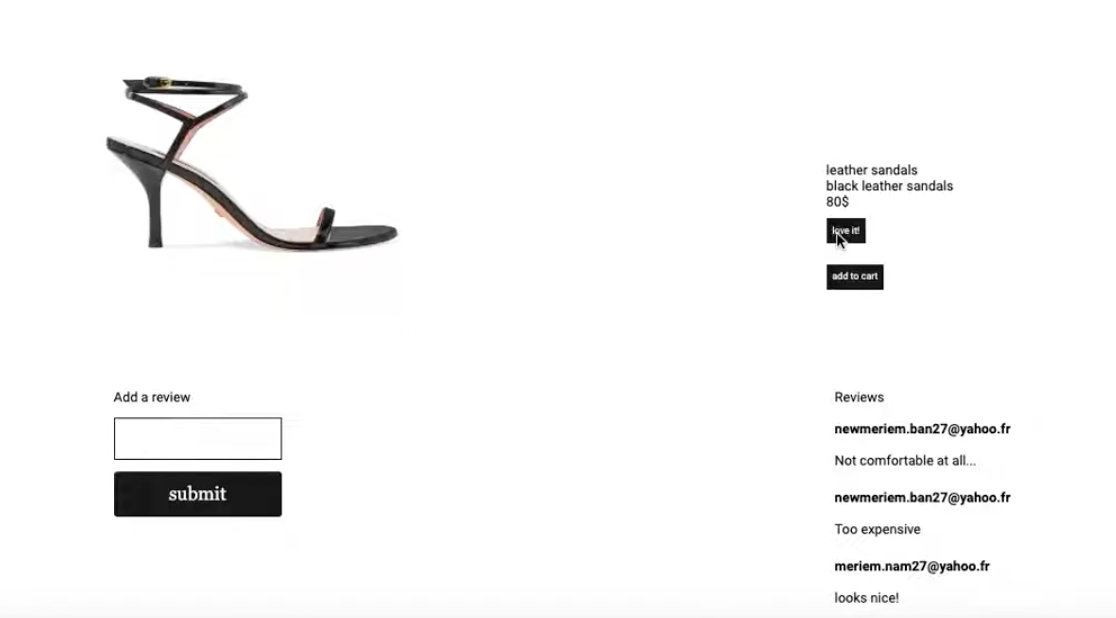 leather sandals
black leather sandals
80$
love it!
add to cart
Add a review
submit
Reviews
newmeriem.ban27@yahoo.fr
Not comfortable at all...
newmeriem.ban27@yahoo.fr
Too expensive
meriem.nam27@yahoo.fr
looks nice!